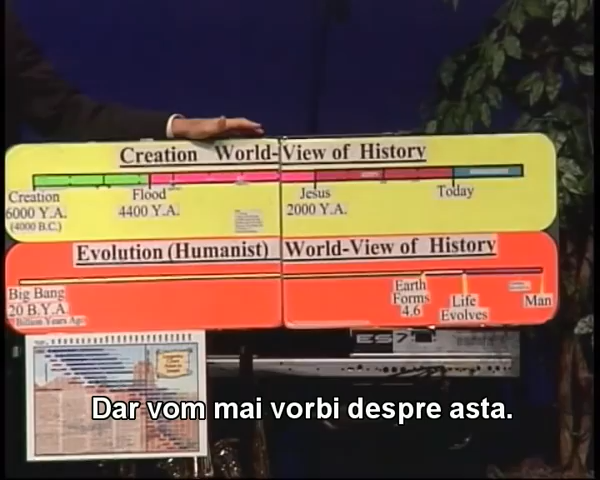 Creation World-View of History
Creation
6000 Y.A.
(4000 B.C.)
Flood
4400 Y.A.
Jesus
2000 Y.A.
Today
Evolution (Humanist) World-View of History
Big Bang
20 B.Y.A.
Billion Years Ago
Earth
Forms
4.6
Life
Evolves
Man
Dar vom mai vorbi despre asta.